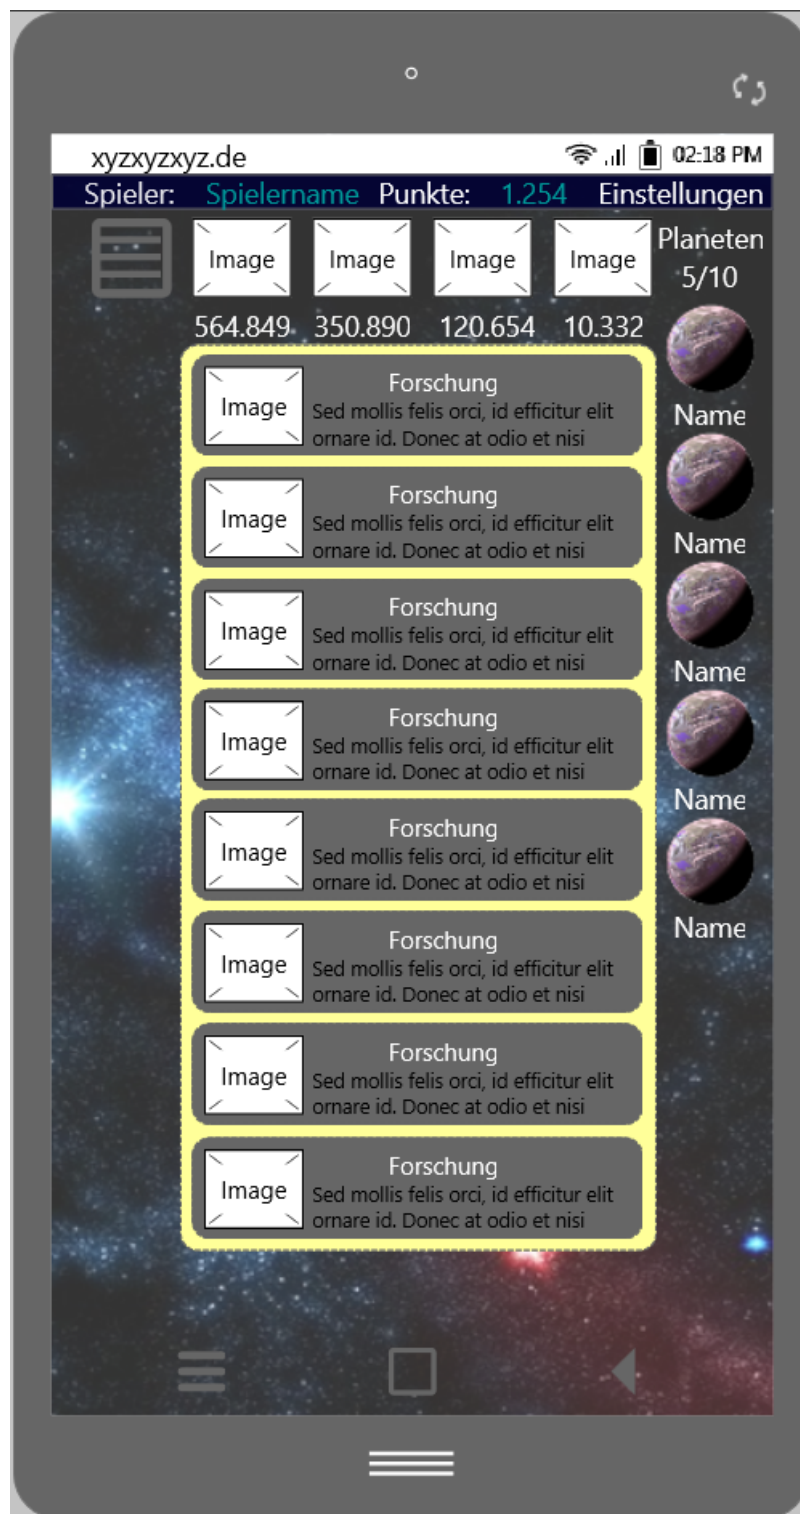 xyzxyzxyz.de 02:18 PM
Spieler: Spielername Punkte: 1.254 Einstellungen
Image Image Image Image Planeten
5/10
564.849 350.890 120.654 10.332
Image
Forschung
Sed mollis felis orci, id efficitur elit
ornare id. Donec at odio et nisi
Image
Forschung
Sed mollis felis orci, id efficitur elit
ornare id. Donec at odio et nisi
Image
Forschung
Sed mollis felis orci, id efficitur elit
ornare id. Donec at odio et nisi
Image
Forschung
Sed mollis felis orci, id efficitur elit
ornare id. Donec at odio et nisi
Image
Forschung
Sed mollis felis orci, id efficitur elit
ornare id. Donec at odio et nisi
Image
Forschung
Sed mollis felis orci, id efficitur elit
ornare id. Donec at odio et nisi
Image
Forschung
Sed mollis felis orci, id efficitur elit
ornare id. Donec at odio et nisi
Image
Forschung
Sed mollis felis orci, id efficitur elit
ornare id. Donec at odio et nisi
Name
Name
Name
Name
Name